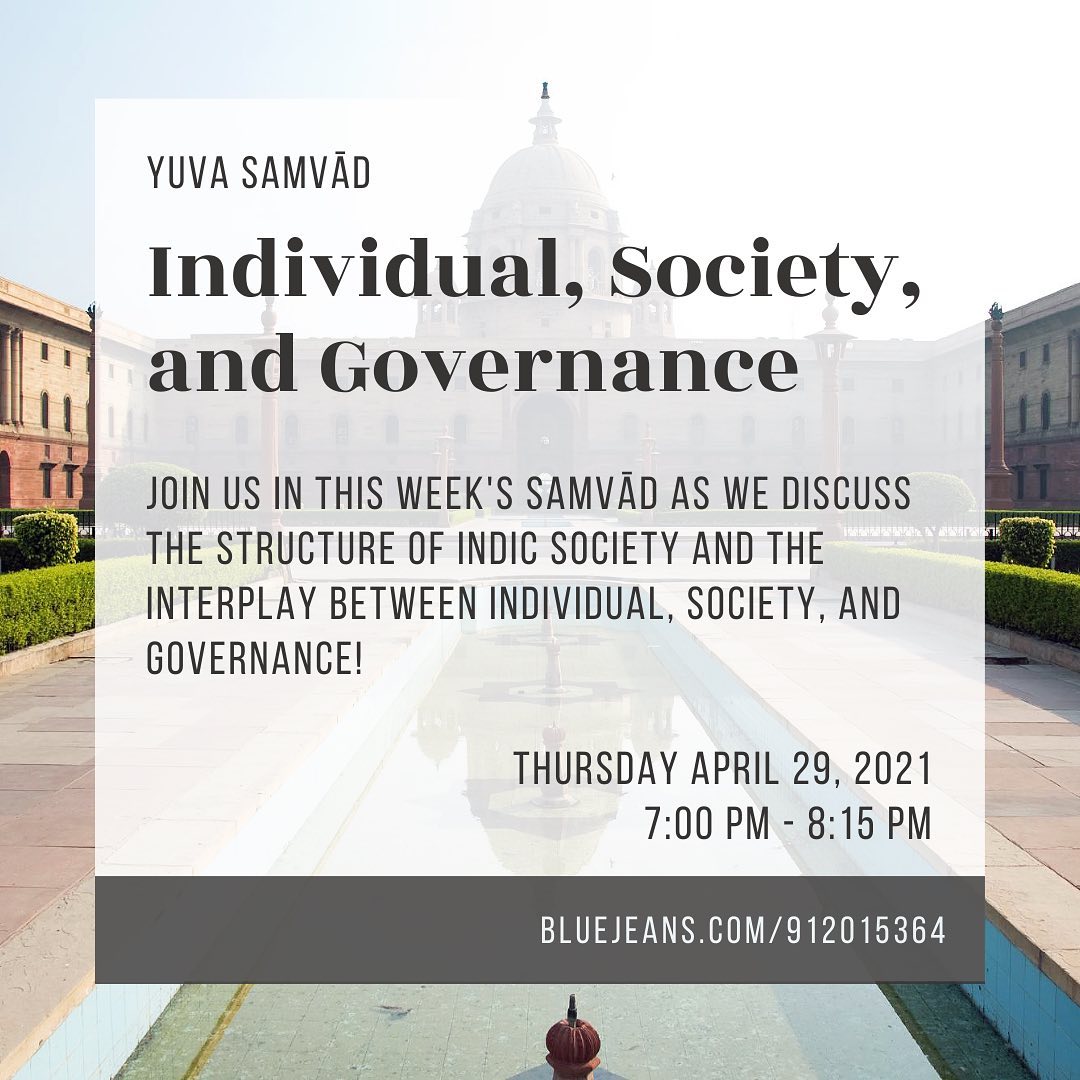 YUVA SAMVĀD
Individual, Society,
and Governance
JOIN US IN THIS WEEK'S SAMVĀD AS WE DISCUSS
THE STRUCTURE OF INDIC SOCIETY AND THE
INTERPLAY BETWEEN INDIVIDUAL, SOCIETY, AND
GOVERNANCE!
THURSDAY APRIL 29, 2021
7:00 PM - 8:15 PM
BLUEJEANS.COM/912015364